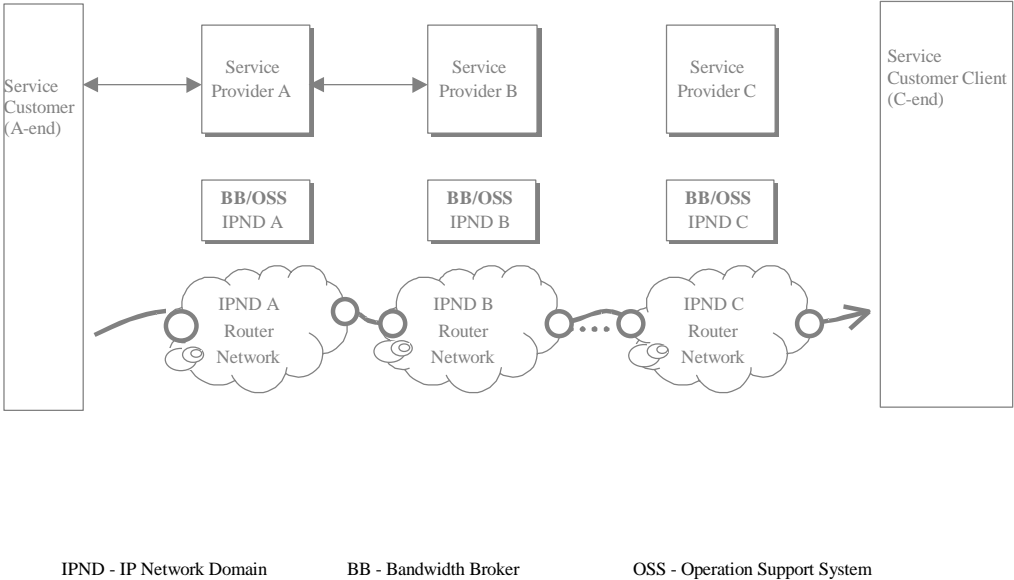 Service
Customer
(A-end)
Service
Provider A
Service
Provider B
Service
Provider C
Service
Customer Client
(C-end)
BB/OSS
IPND A
BB/OSS
IPND B
BB/OSS
IPND C
IPND A
Router
Network
IPND B
Router
Network
IPND C
Router
Network
IPND - IP Network Domain
BB - Bandwidth Broker
OSS - Operation Support System